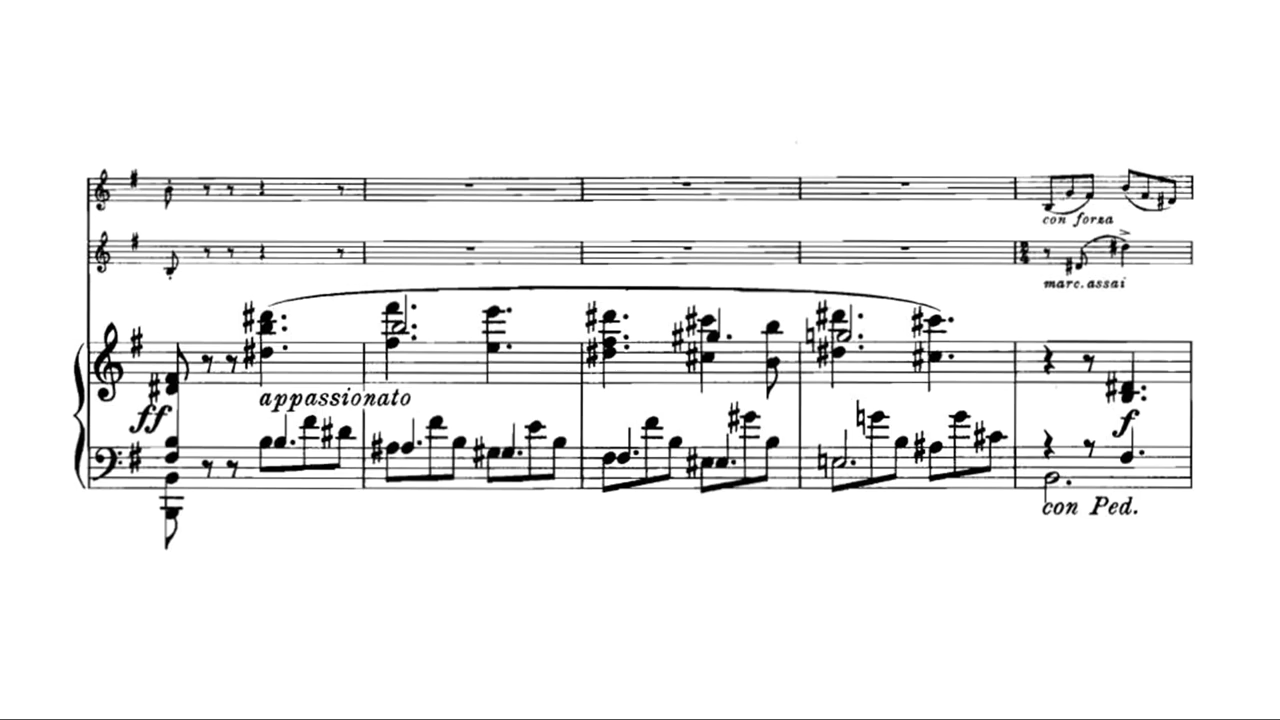 con forza
marc. assai
appassionato
ff
f
con Ped.